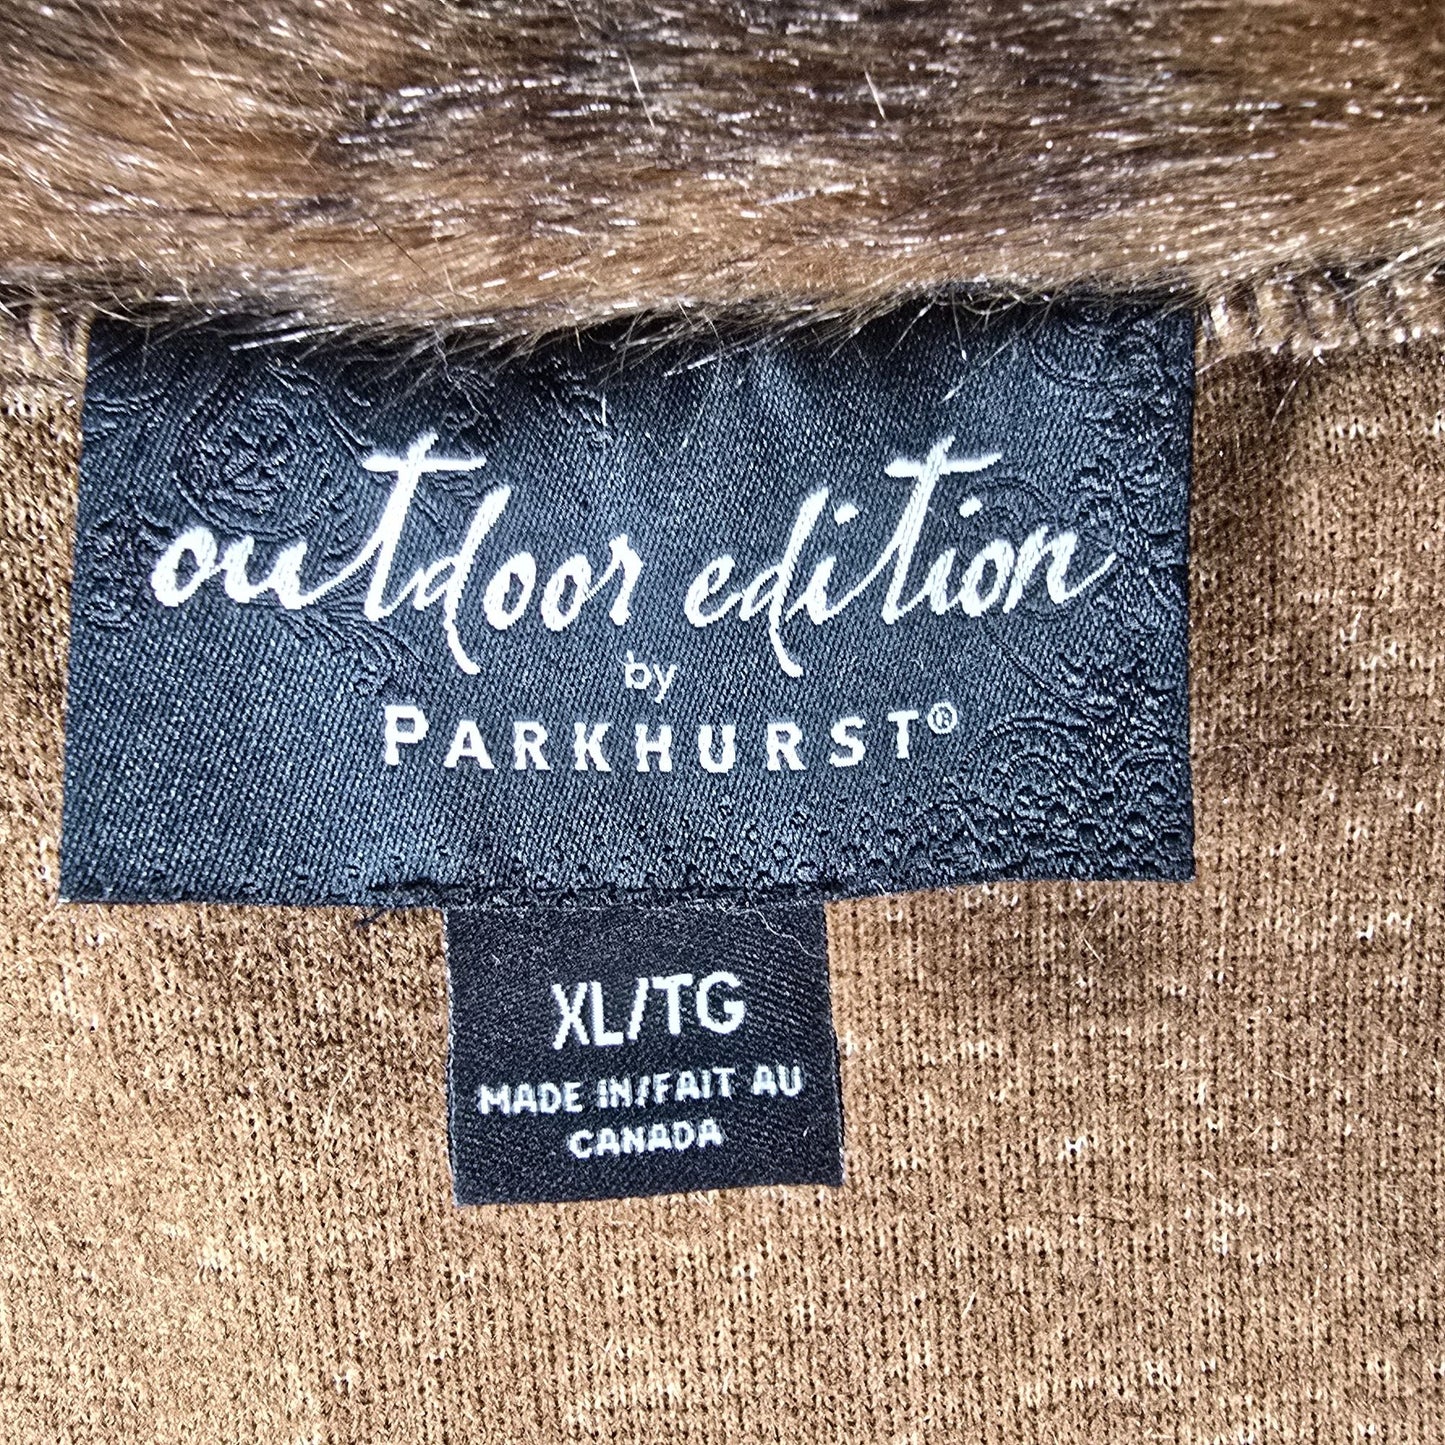 outdoor edition
by
PARKHURST®
XL/TG
MADE IN/FAIT AU
CANADA